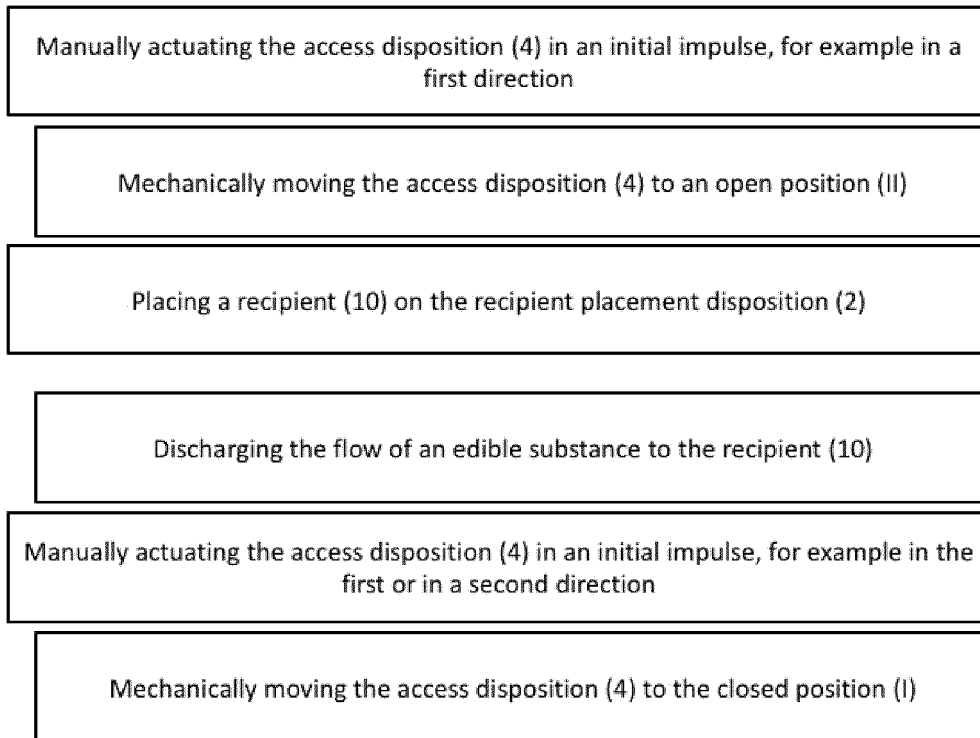 Manually actuating the access disposition (4) in an initial impulse, for example in a
first direction
Mechanically moving the access disposition (4) to an open position (II)
Placing a recipient (10) on the recipient placement disposition (2)
Discharging the flow of an edible substance to the recipient (10)
Manually actuating the access disposition (4) in an initial impulse, for example in the
first or in a second direction
Mechanically moving the access disposition (4) to the closed position (I)